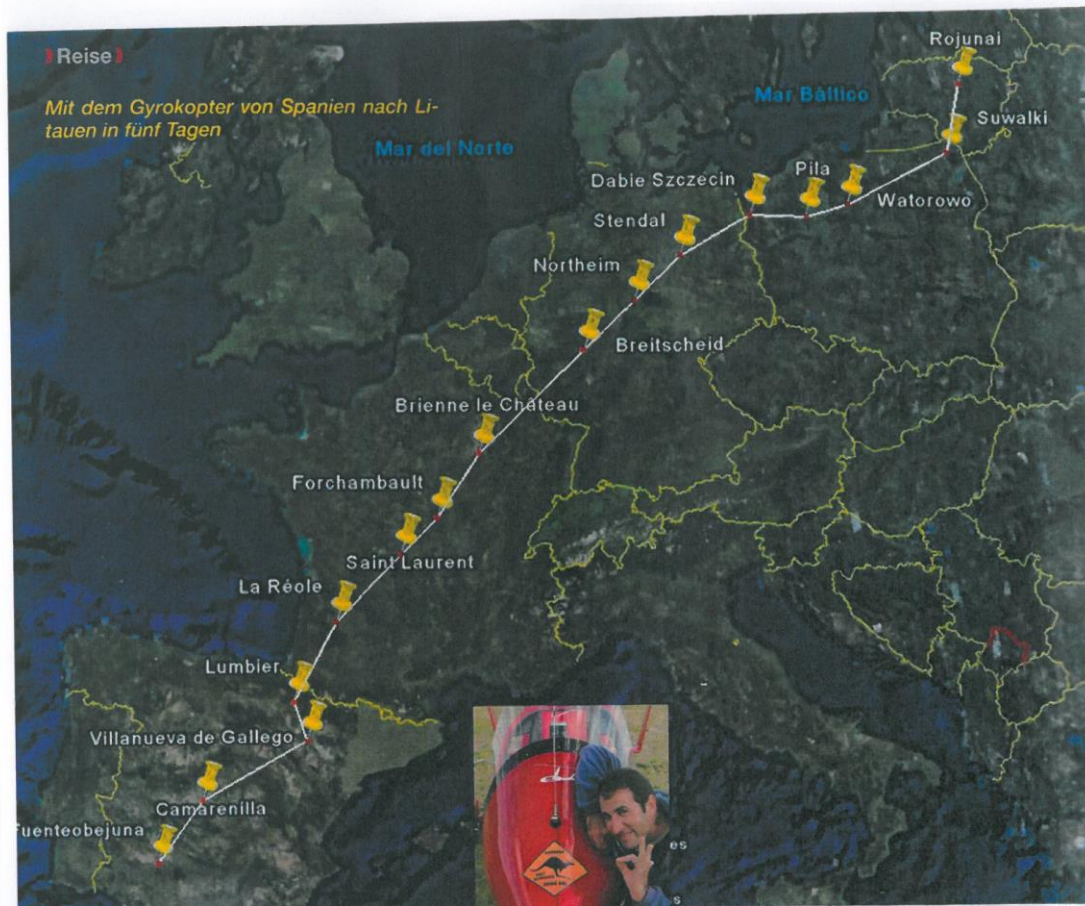 Reise
Mit dem Gyrokopter von Spanien nach Li-
tauen in fünf Tagen
Rojunai
Mar Báltico
Suwalki
Mar del Norte
Pila
Dabie Szczecin
Watorowo
Stendal
Northeim
Breitscheid
Brienne le Château
Forchambault
Saint Laurent
La Réole
Lumbier
Villanueva de Gallego
Camarenilla
Fuenteobejuna
es
s